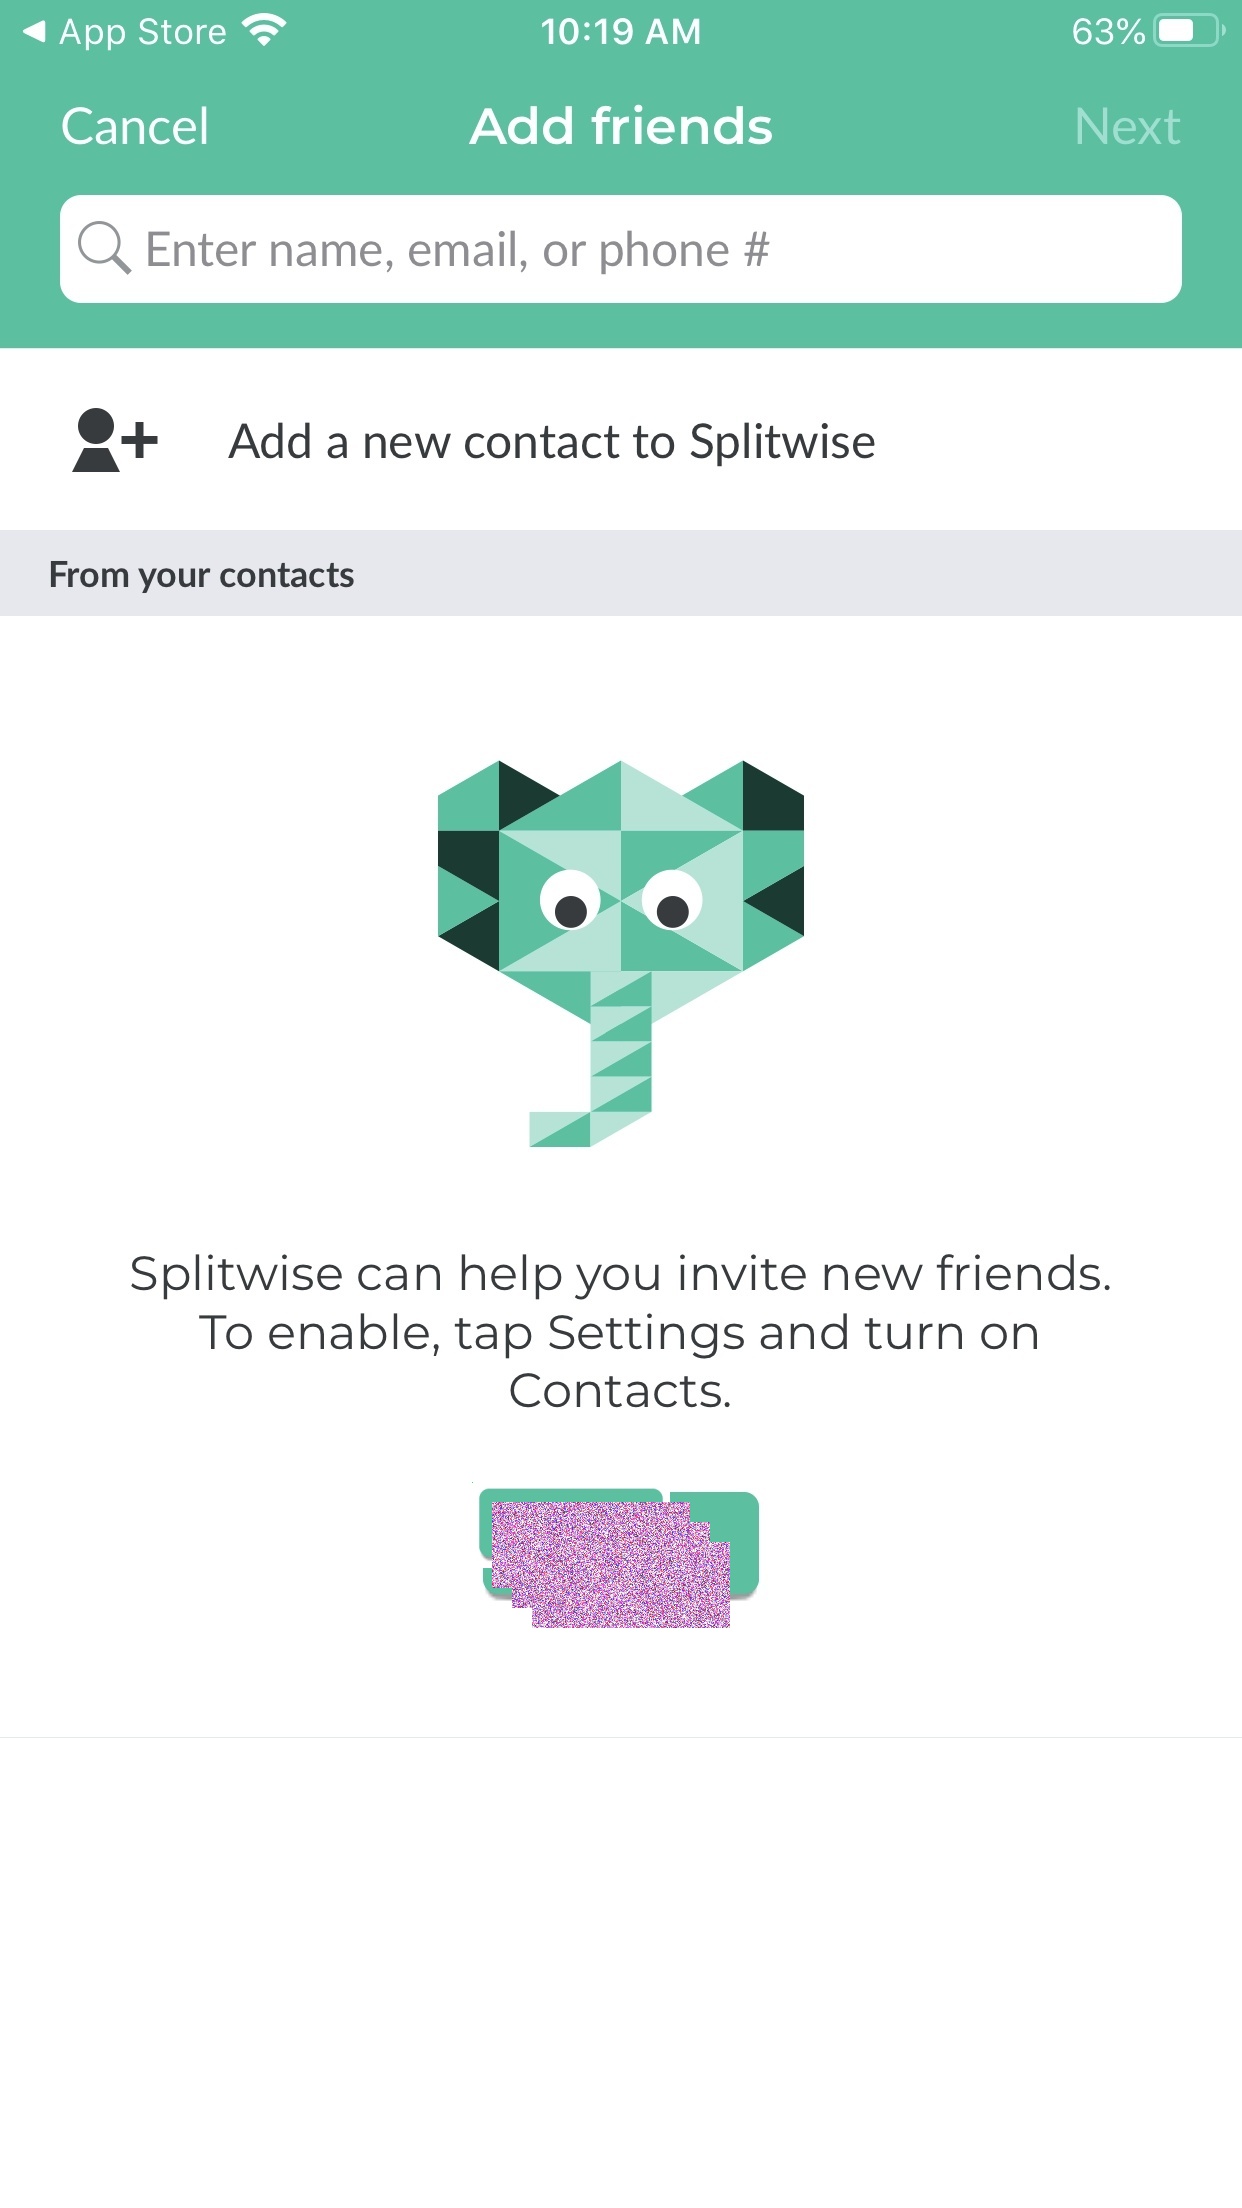 App Store
10:19 AM
63%
Cancel
Add friends
Next
Enter name, email, or phone #
Add a new contact to Splitwise
From your contacts
Splitwise can help you invite new friends.
To enable, tap Settings and turn on
Contacts.